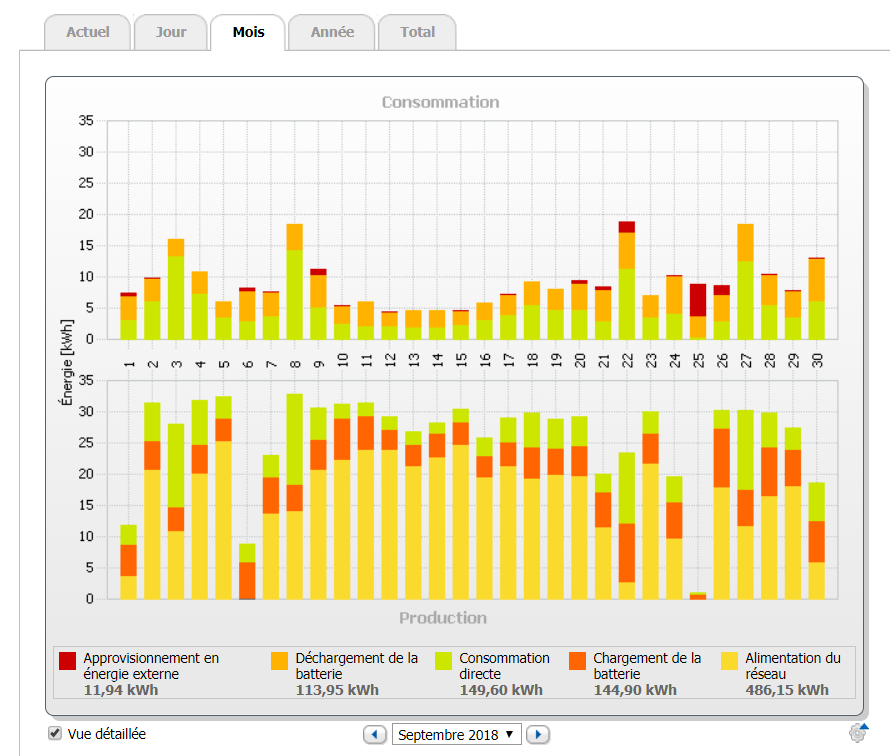 Actuel Jour Mois Année Total
Consommation
35
30
25
20
15
10
5
0
1 2 3 4 5 6 7 8 9 10 11 12 13 14 15 16 17 18 19 20 21 22 23 24 25 26 27 28 29 30
Énergie [kWh]
35
30
25
20
15
10
5
0
Production
Approvisionnement en
énergie externe
11,94 kWh
Déchargement de la
batterie
113,95 kWh
Consommation
directe
149,60 kWh
Chargement de la
batterie
144,90 kWh
Alimentation du
réseau
486,15 kWh
Vue détaillée
Septembre 2018